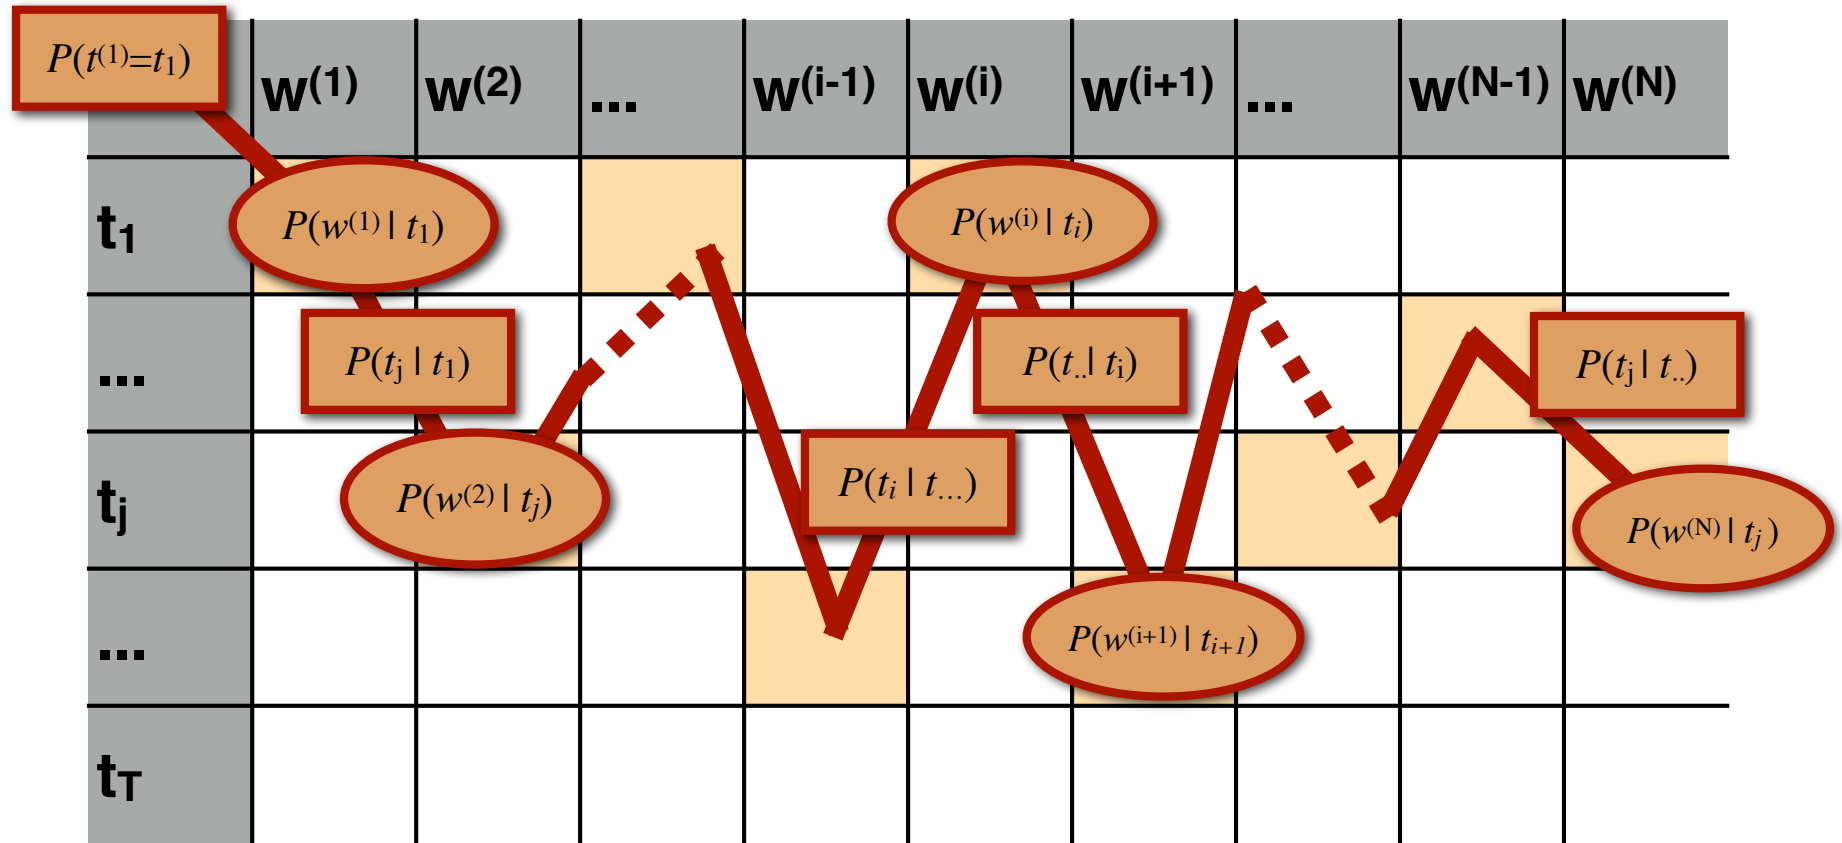 P(t⁽¹⁾=t₁)
w⁽¹⁾ w⁽²⁾ ... w⁽ⁱ⁻¹⁾ w⁽ⁱ⁾ w⁽ⁱ⁺¹⁾ ... w⁽ᴺ⁻¹⁾ w⁽ᴺ⁾
t₁ P(w⁽¹⁾ | t₁) P(w⁽ⁱ⁾ | tᵢ)
... P(tⱼ | t₁) P(t..| tᵢ) P(tⱼ | t..)
tⱼ P(w⁽²⁾ | tⱼ) P(tᵢ | t...) P(w⁽ᴺ⁾ | tⱼ)
... P(w⁽ⁱ⁺¹⁾ | tᵢ₊₁)
t_T